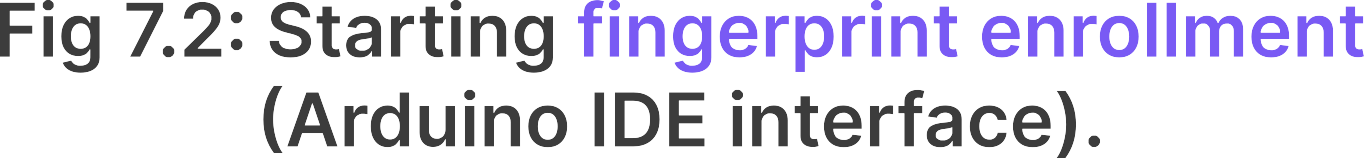 Fig 7.2: Starting fingerprint enrollment
(Arduino IDE interface).